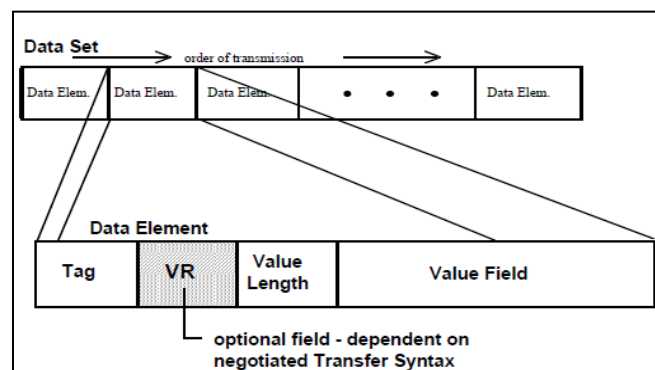 Data Set
order of transmission
Data Elem. Data Elem. Data Elem. • • • Data Elem.
Data Element
Tag VR Value Length Value Field
optional field - dependent on
negotiated Transfer Syntax